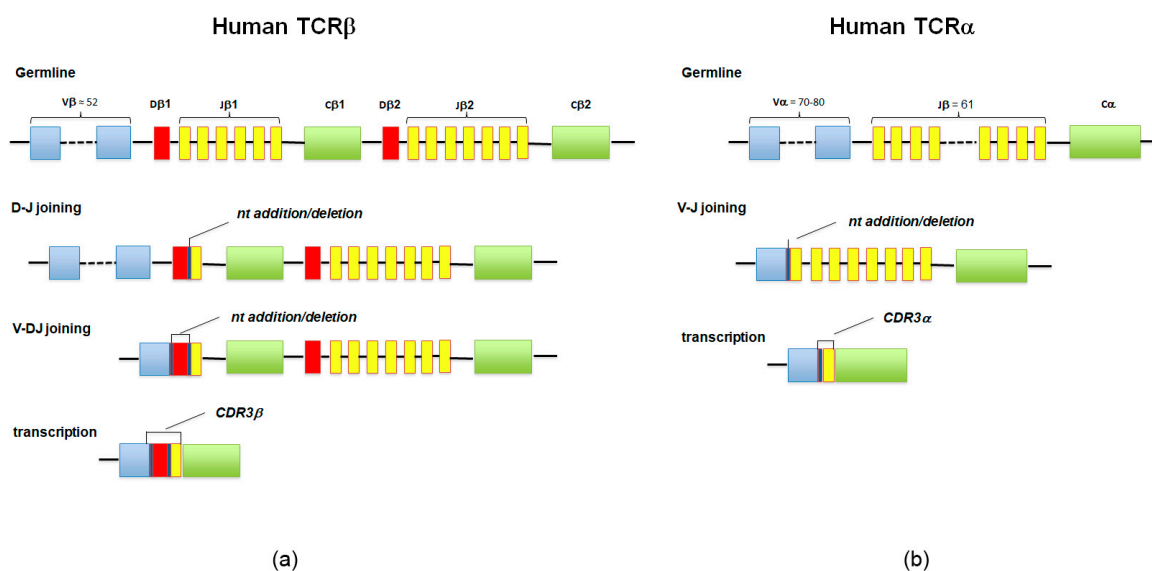 Human TCRβ
Germline
Vβ ≈ 52
Dβ1
Jβ1
Cβ1
Dβ2
Jβ2
Cβ2
D-J joining
nt addition/deletion
V-DJ joining
nt addition/deletion
CDR3β
transcription
(a)
Human TCRα
Germline
Vα = 70-80
Jβ = 61
Cα
V-J joining
nt addition/deletion
CDR3α
transcription
(b)